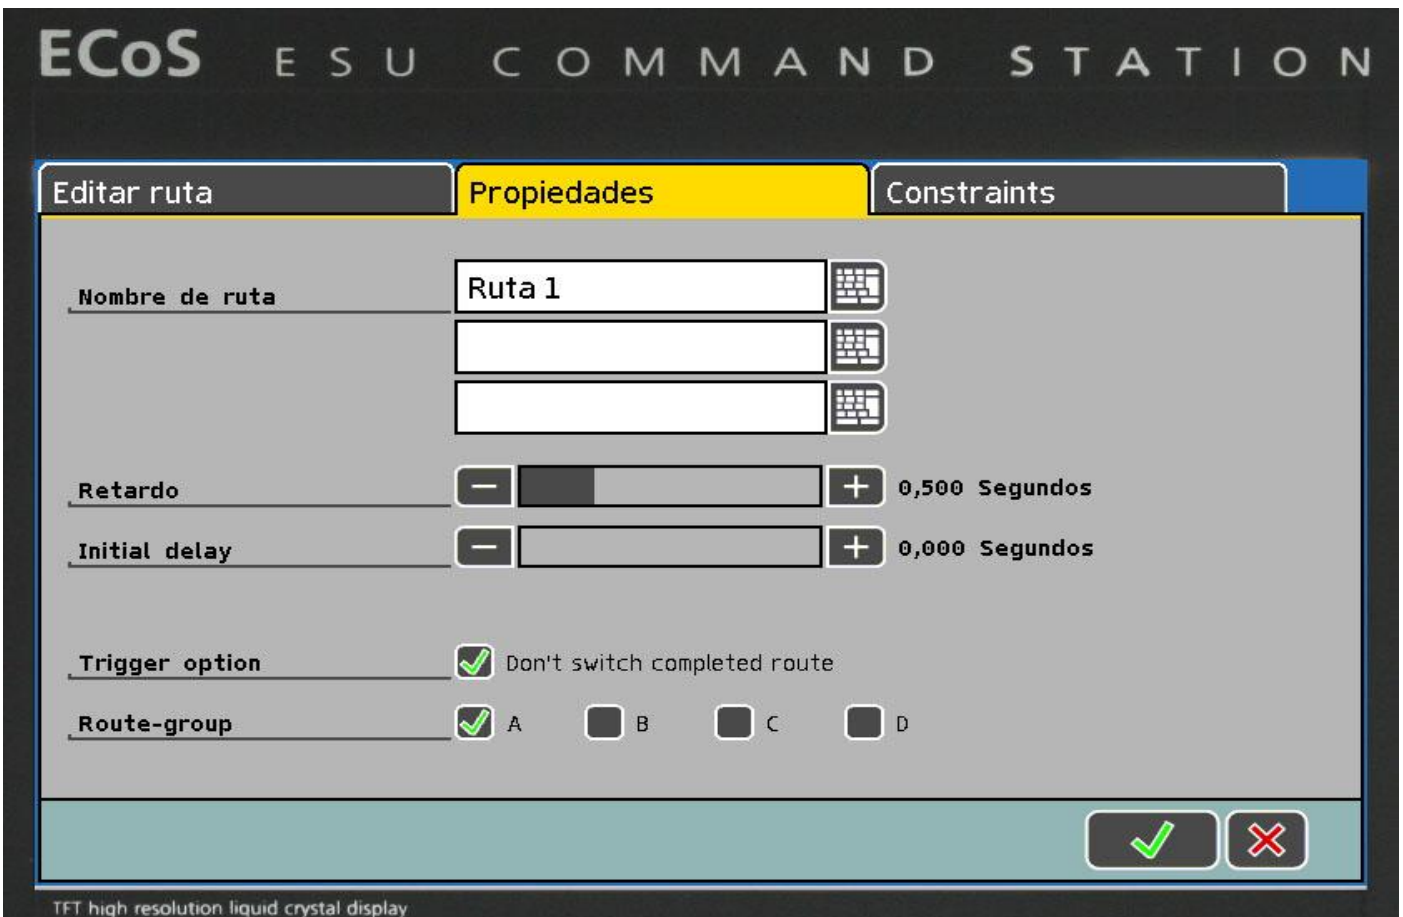 ECoS ESU COMMAND STATION
Editar ruta Propiedades Constraints
Nombre de ruta Ruta 1
Retardo 0,500 Segundos
Initial delay 0,000 Segundos
Trigger option Don't switch completed route
Route-group A B C D
TFT high resolution liquid crystal display